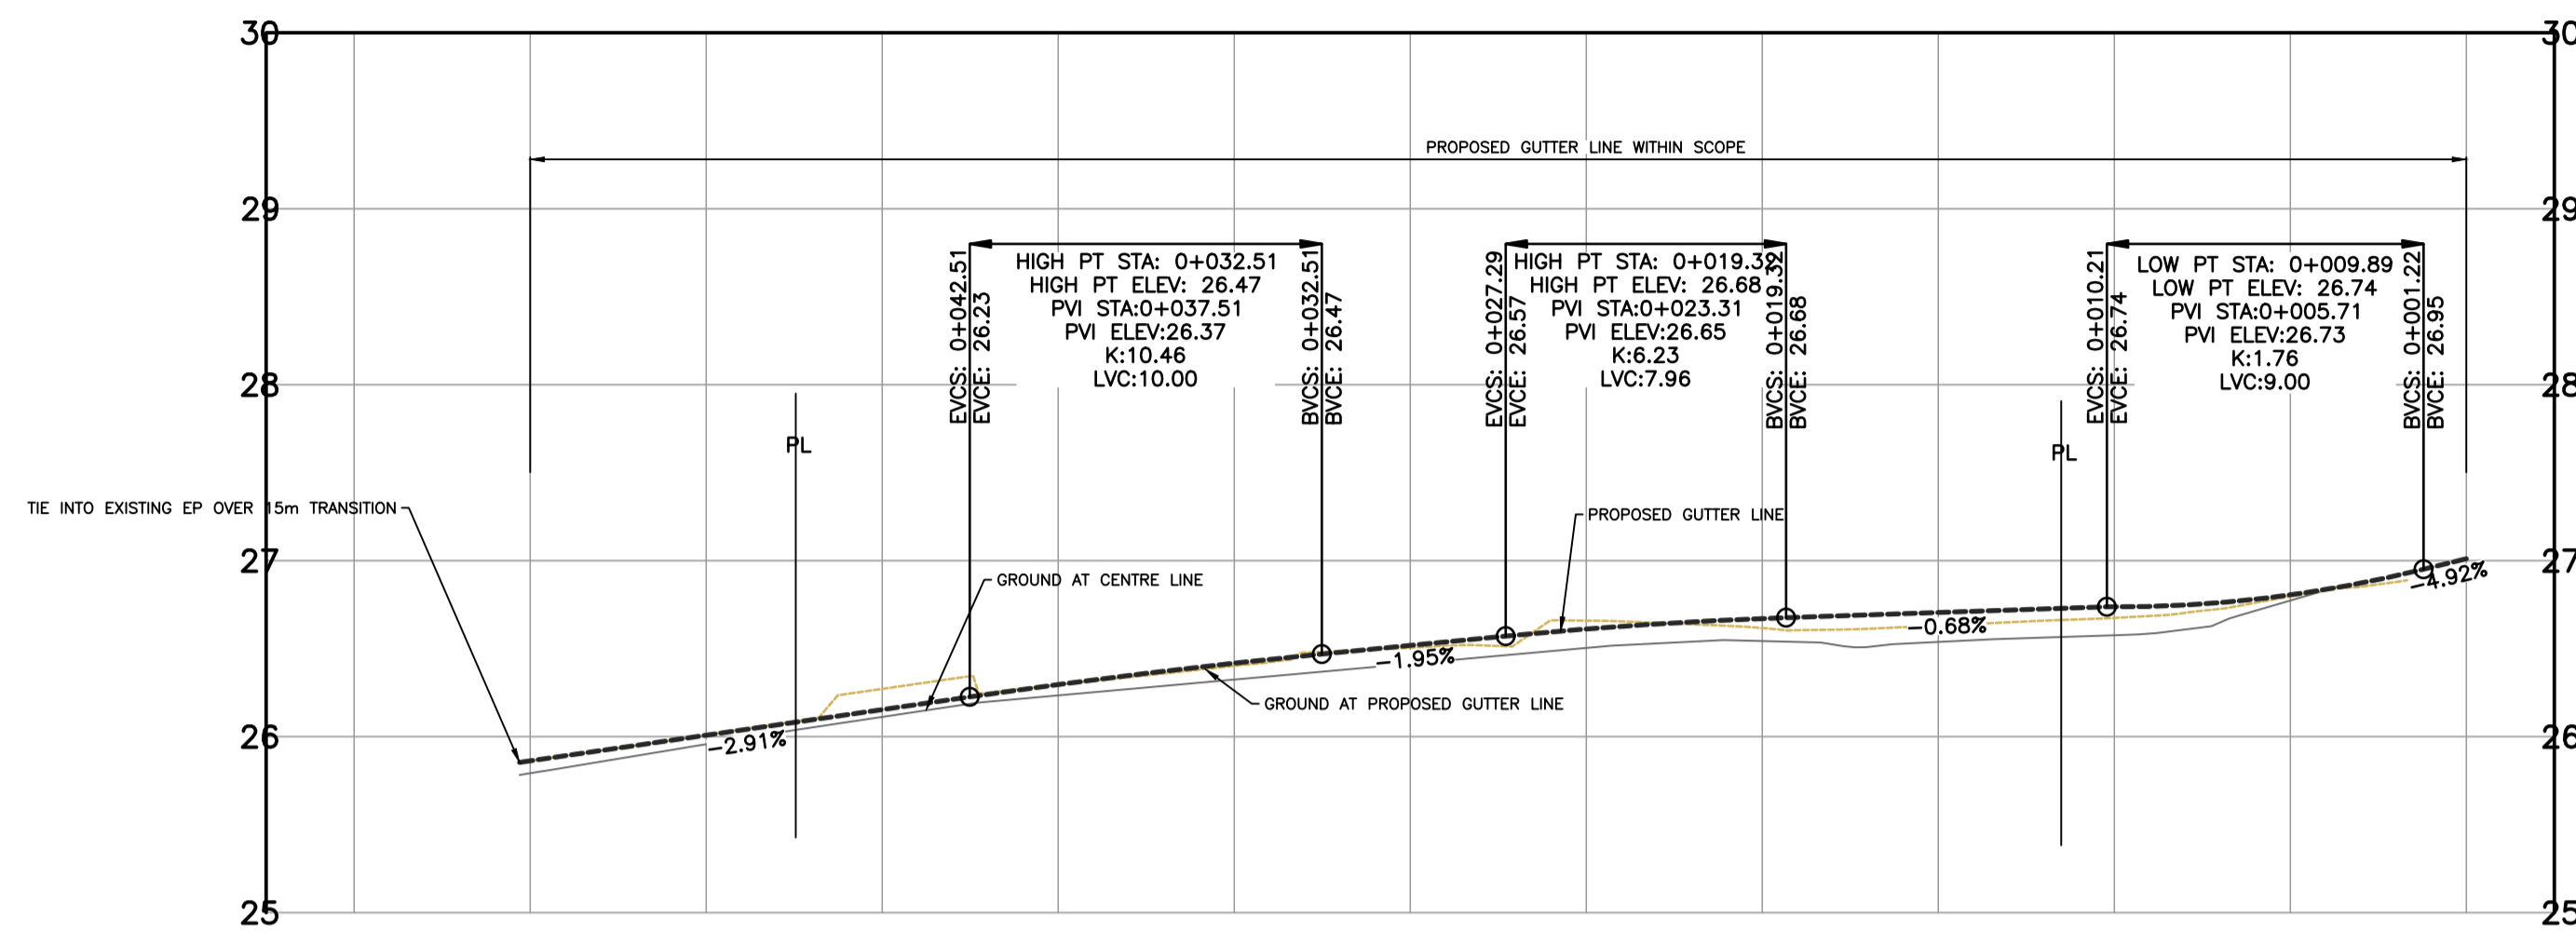 30
30
PROPOSED GUTTER LINE WITHIN SCOPE
29
29
EVCS: 0+042.51
EVCE: 26.23
HIGH PT STA: 0+032.51
HIGH PT ELEV: 26.47
PVI STA:0+037.51
PVI ELEV:26.37
K:10.46
LVC:10.00
BVCS: 0+032.51
BVCE: 26.47
EVCS: 0+027.29
EVCE: 26.57
HIGH PT STA: 0+019.32
HIGH PT ELEV: 26.68
PVI STA:0+023.31
PVI ELEV:26.65
K:6.23
LVC:7.96
BVCS: 0+019.32
BVCE: 26.68
EVCS: 0+010.21
EVCE: 26.74
LOW PT STA: 0+009.89
LOW PT ELEV: 26.74
PVI STA:0+005.71
PVI ELEV:26.73
K:1.76
LVC:9.00
BVCS: 0+001.22
BVCE: 26.95
28
28
PL
PL
TIE INTO EXISTING EP OVER 15m TRANSITION
PROPOSED GUTTER LINE
27
27
GROUND AT CENTRE LINE
-4.92%
-0.68%
-1.95%
GROUND AT PROPOSED GUTTER LINE
26
-2.91%
26
25
25